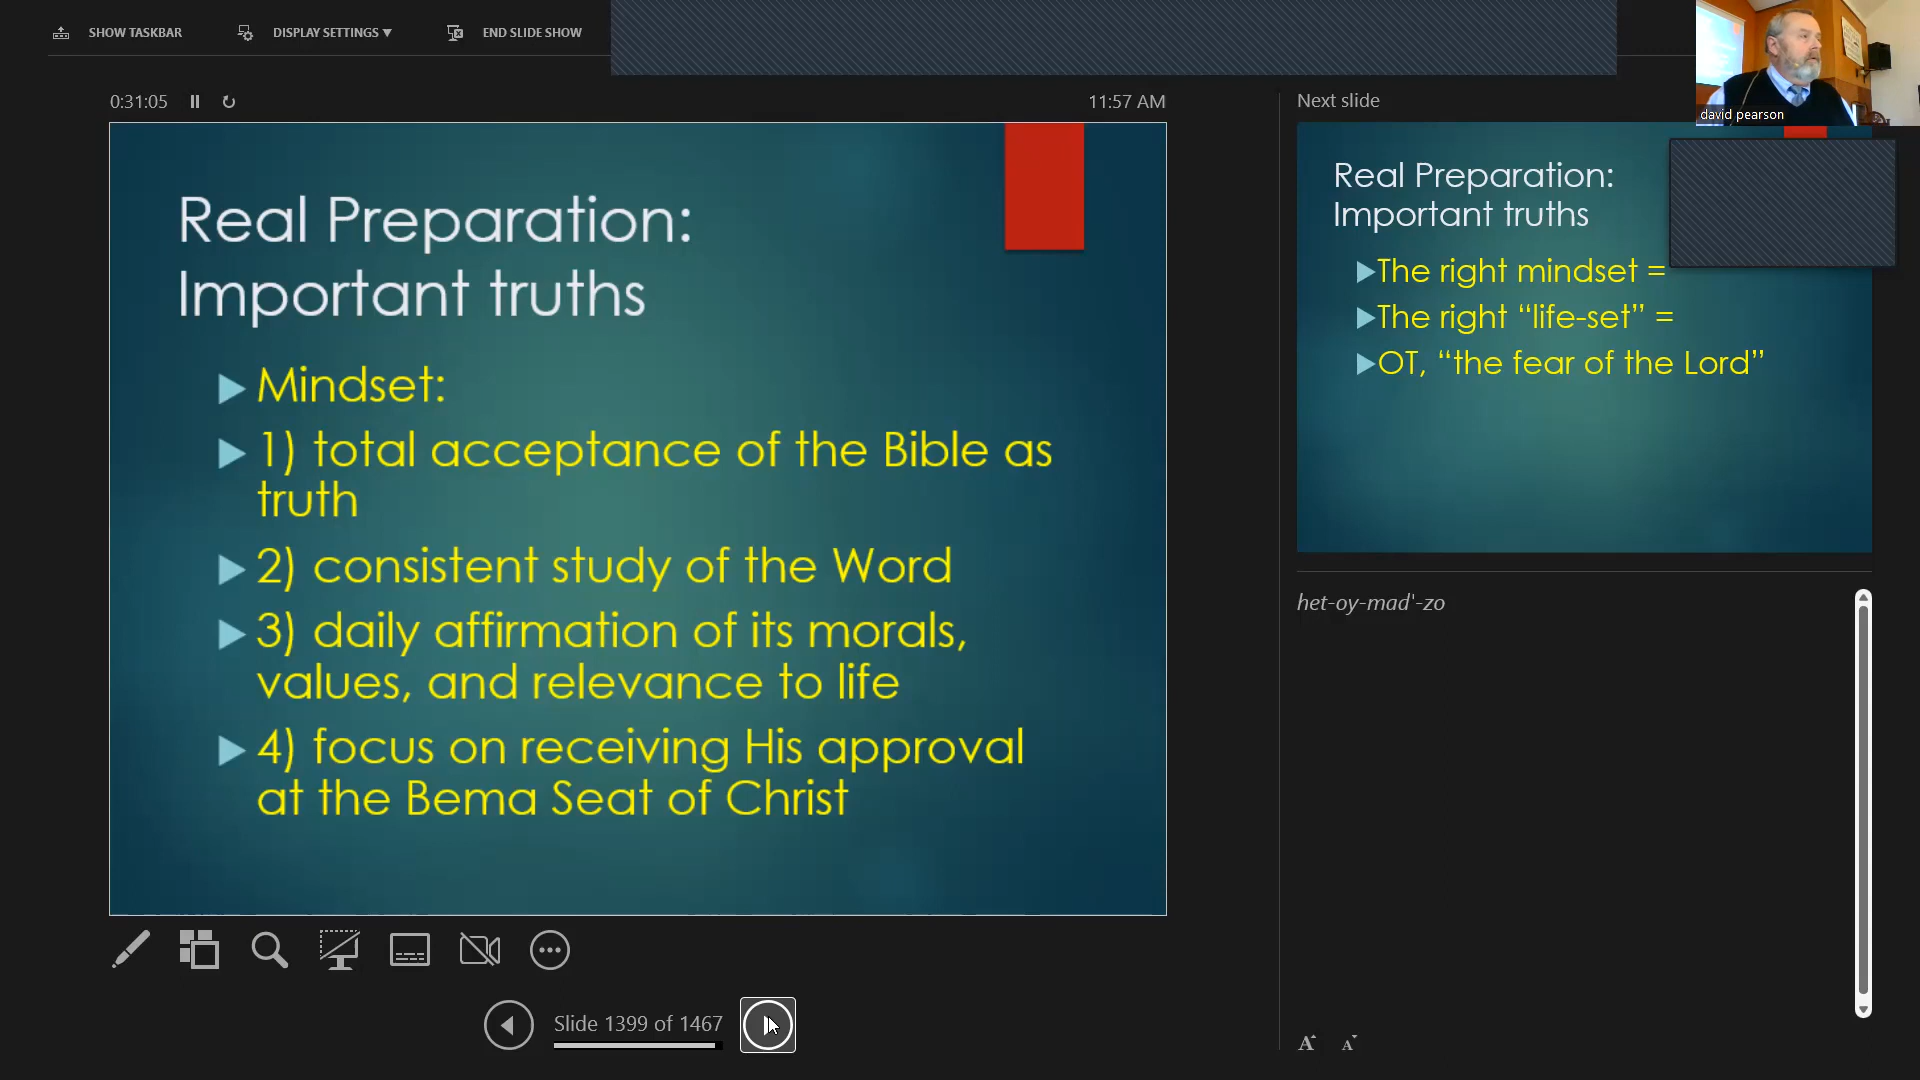 SHOW TASKBAR
DISPLAY SETTINGS ▼
END SLIDE SHOW
0:31:05
11:57 AM
Real Preparation:
Important truths
▶ Mindset:
▶ 1) total acceptance of the Bible as
truth
▶ 2) consistent study of the Word
▶ 3) daily affirmation of its morals,
values, and relevance to life
▶ 4) focus on receiving His approval
at the Bema Seat of Christ
Slide 1399 of 1467
Next slide
david pearson
Real Preparation:
Important truths
▶The right mindset =
▶The right “life-set” =
▶OT, “the fear of the Lord”
het-oy-mad'-zo
A
A